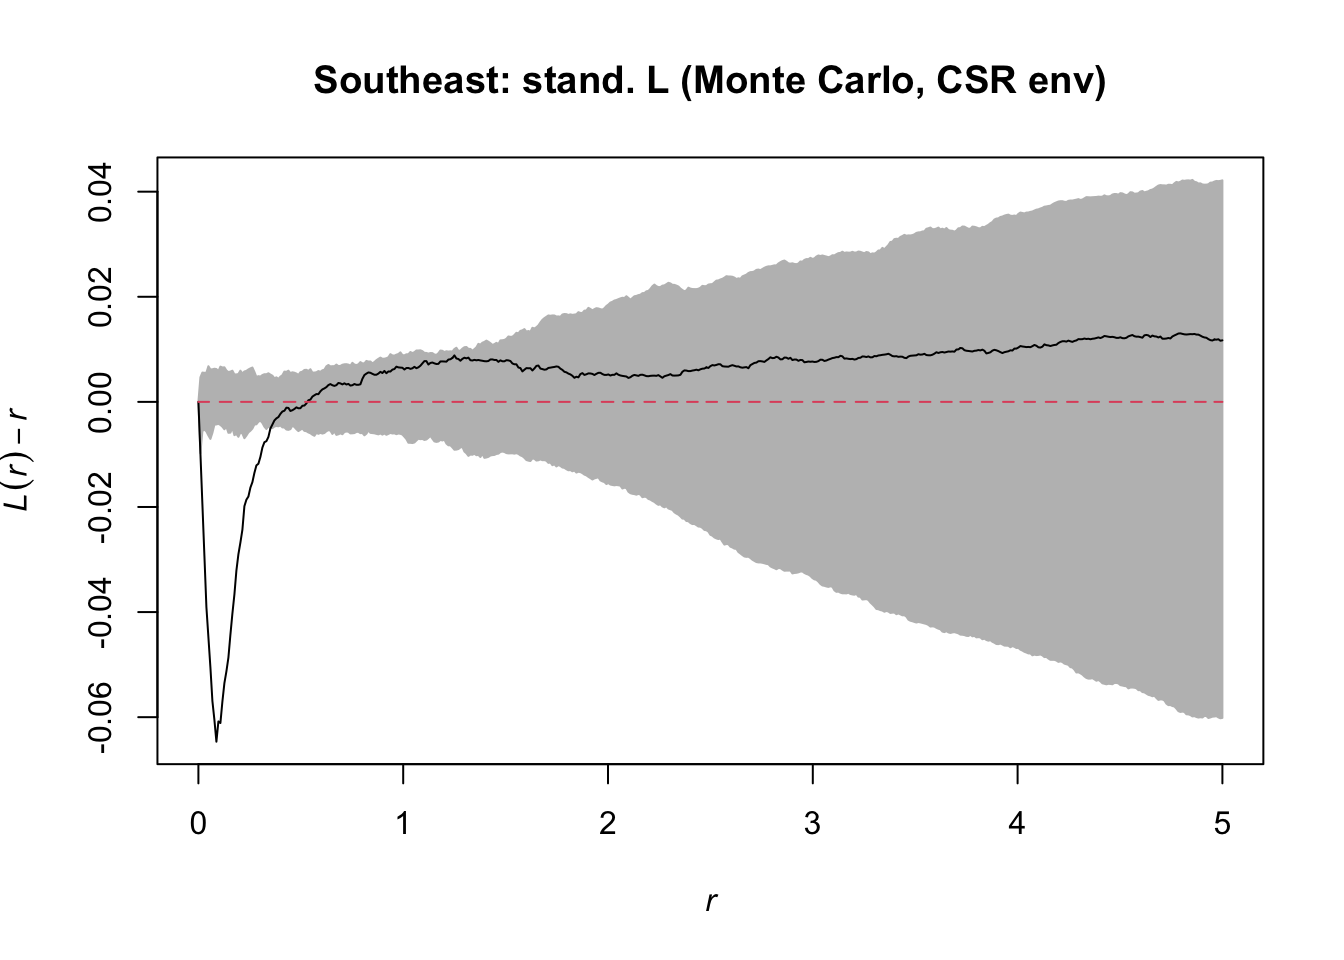 Southeast: stand. L (Monte Carlo, CSR env)
L(r) − r
0.04
0.02
0.00
-0.02
-0.04
-0.06
0 1 2 3 4 5
r